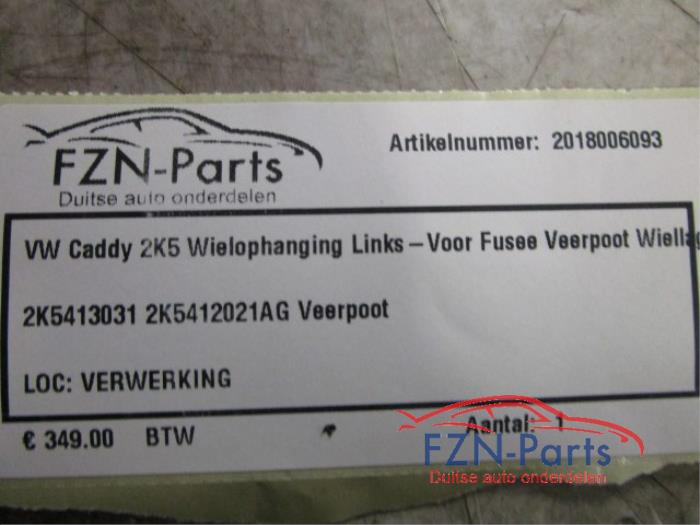 FZN-Parts
Duitse auto onderdelen
Artikelnummer: 2018006093
VW Caddy 2K5 Wielophanging Links-Voor Fusee Veerpoot
2K5413031 2K5412021AG Veerpoot
LOC: VERWERKING
€ 349.00 BTW
Aantal: 1
FZN-Parts
Duitse auto onderdelen